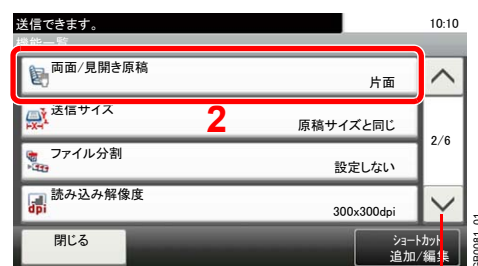 送信できます。
10:10
機能一覧
両面/見開き原稿
片面
送信サイズ
2
原稿サイズと同じ
2/6
ファイル分割
設定しない
読み込み解像度
dpi
300x300dpi
閉じる
ｼｮｰﾄｶｯﾄ
追加/編集
GB0081_01